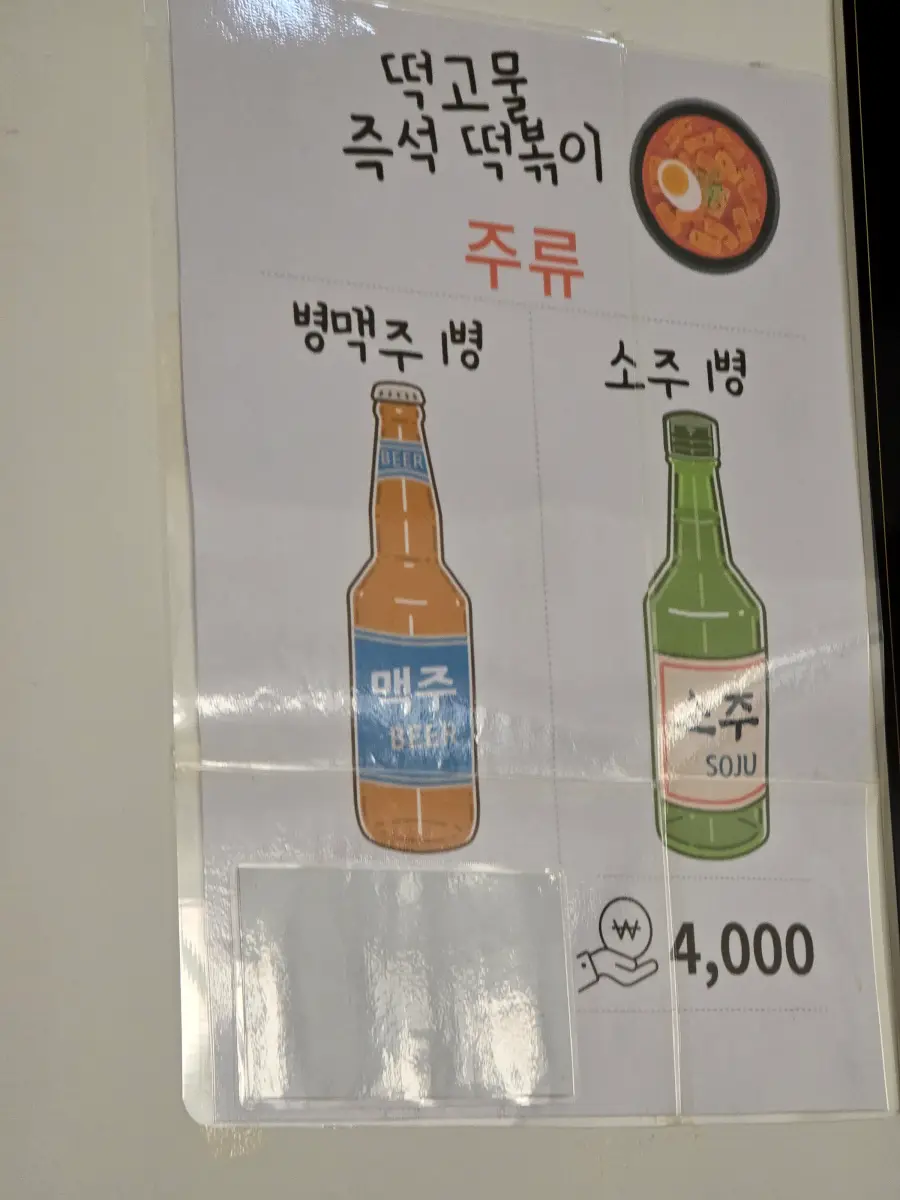 떡고물
즉석 떡볶이
주류
병맥주 1병
소주 1병
BEER
맥주
BEER
주
SOJU
₩ 4,000